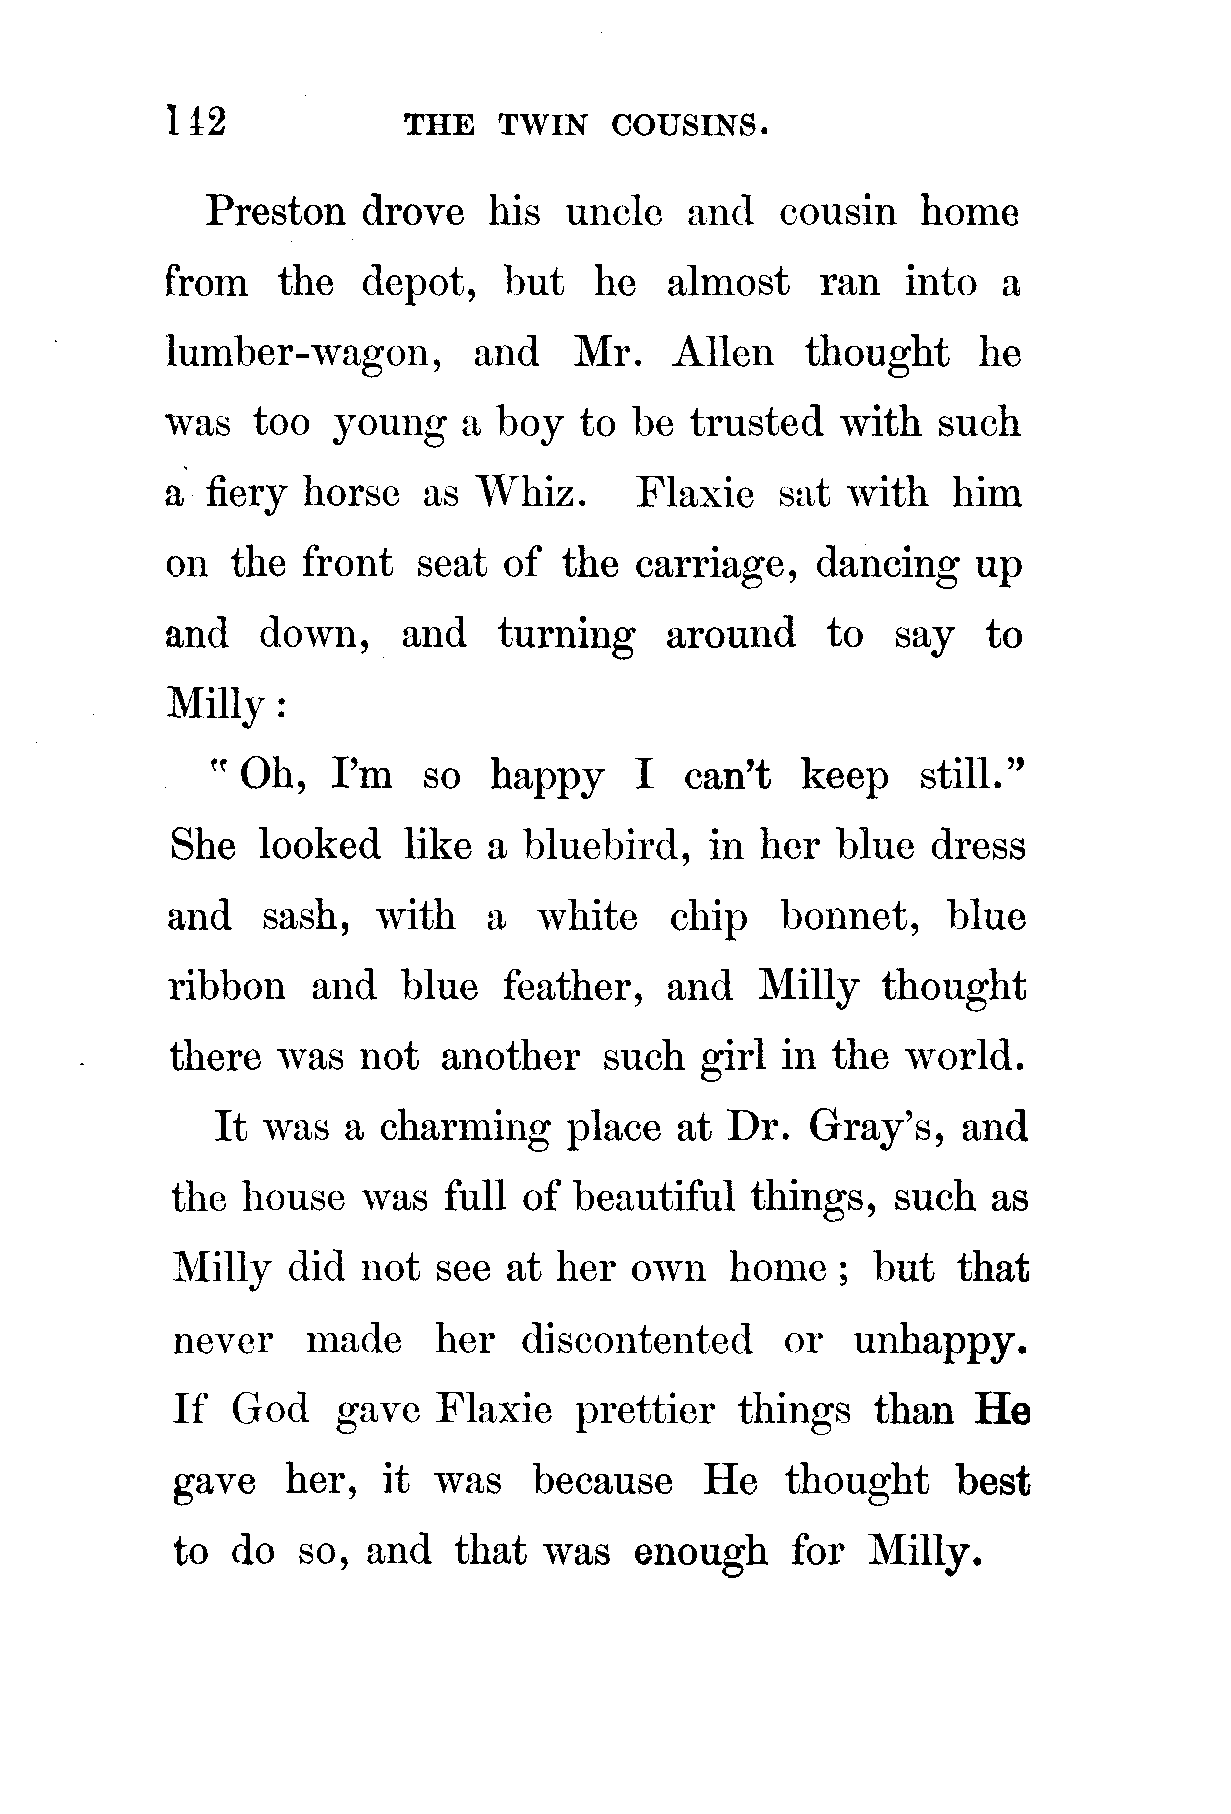 142 THE TWIN COUSINS.
Preston drove his uncle and cousin home
from the depot, but he almost ran into a
lumber-wagon, and Mr. Allen thought he
was too young a boy to be trusted with such
a fiery horse as Whiz. Flaxie sat with him
on the front seat of the carriage, dancing up
and down, and turning around to say to
Milly :
" Oh, I'm so happy I can't keep still."
She looked like a bluebird, in her blue dress
and sash, with a white chip bonnet, blue
ribbon and blue feather, and Milly thought
there was not another such girl in the world.
It was a charming place at Dr. Gray's, and
the house was full of beautiful things, such as
Milly did not see at her own home ; but that
never made her discontented or unhappy.
If God gave Flaxie prettier things than He
gave her, it was because He thought best
to do so, and that was enough for Milly.